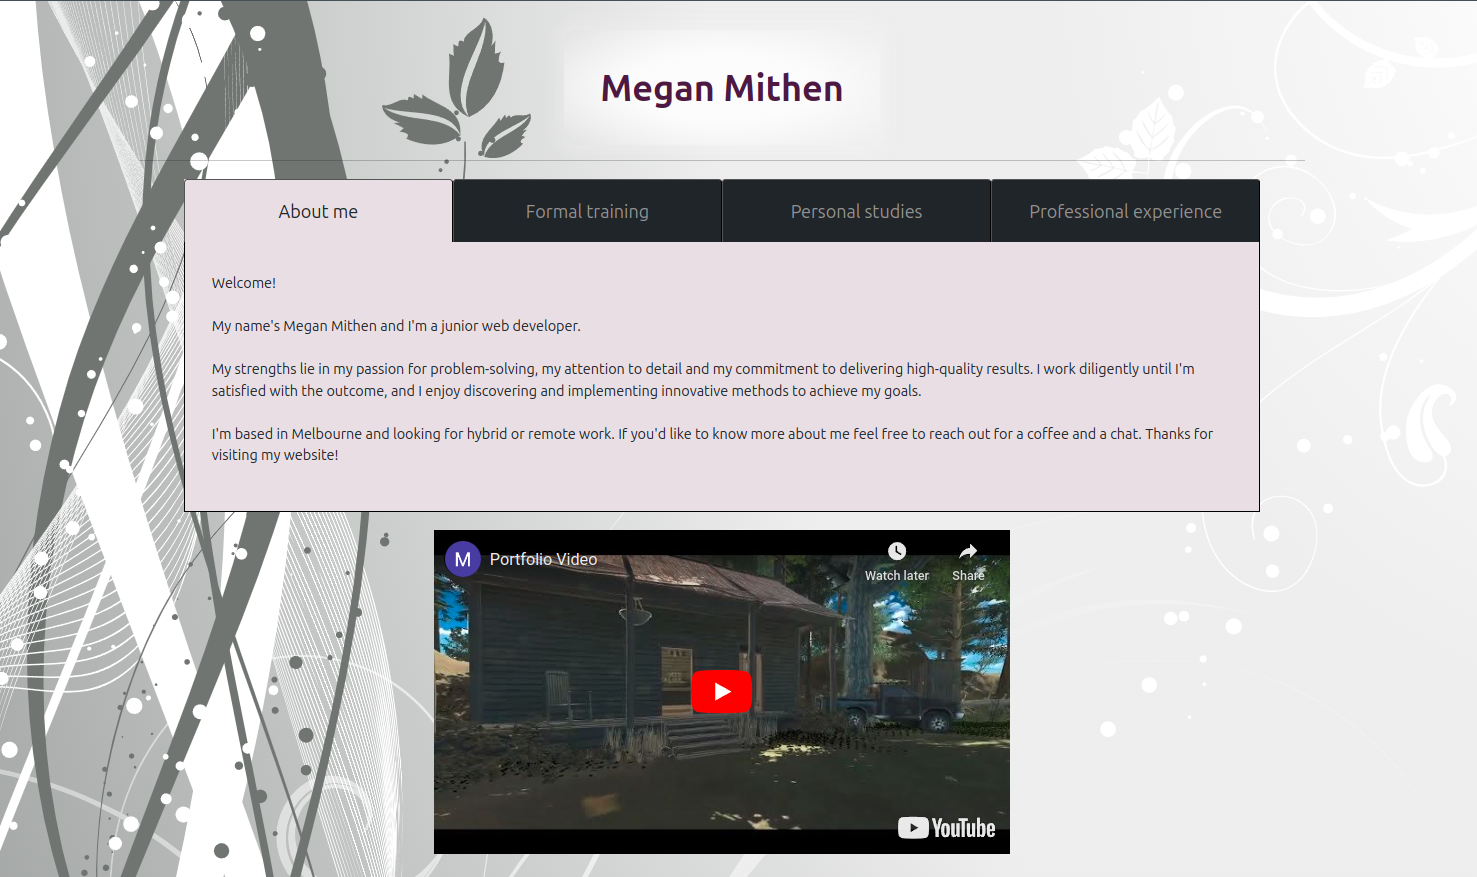 Megan Mithen
About me
Formal training
Personal studies
Professional experience
Welcome!
My name's Megan Mithen and I'm a junior web developer.
My strengths lie in my passion for problem-solving, my attention to detail and my commitment to delivering high-quality results. I work diligently until I'm
satisfied with the outcome, and I enjoy discovering and implementing innovative methods to achieve my goals.
I'm based in Melbourne and looking for hybrid or remote work. If you'd like to know more about me feel free to reach out for a coffee and a chat. Thanks for
visiting my website!
M
Portfolio Video
Watch later
Share
YouTube